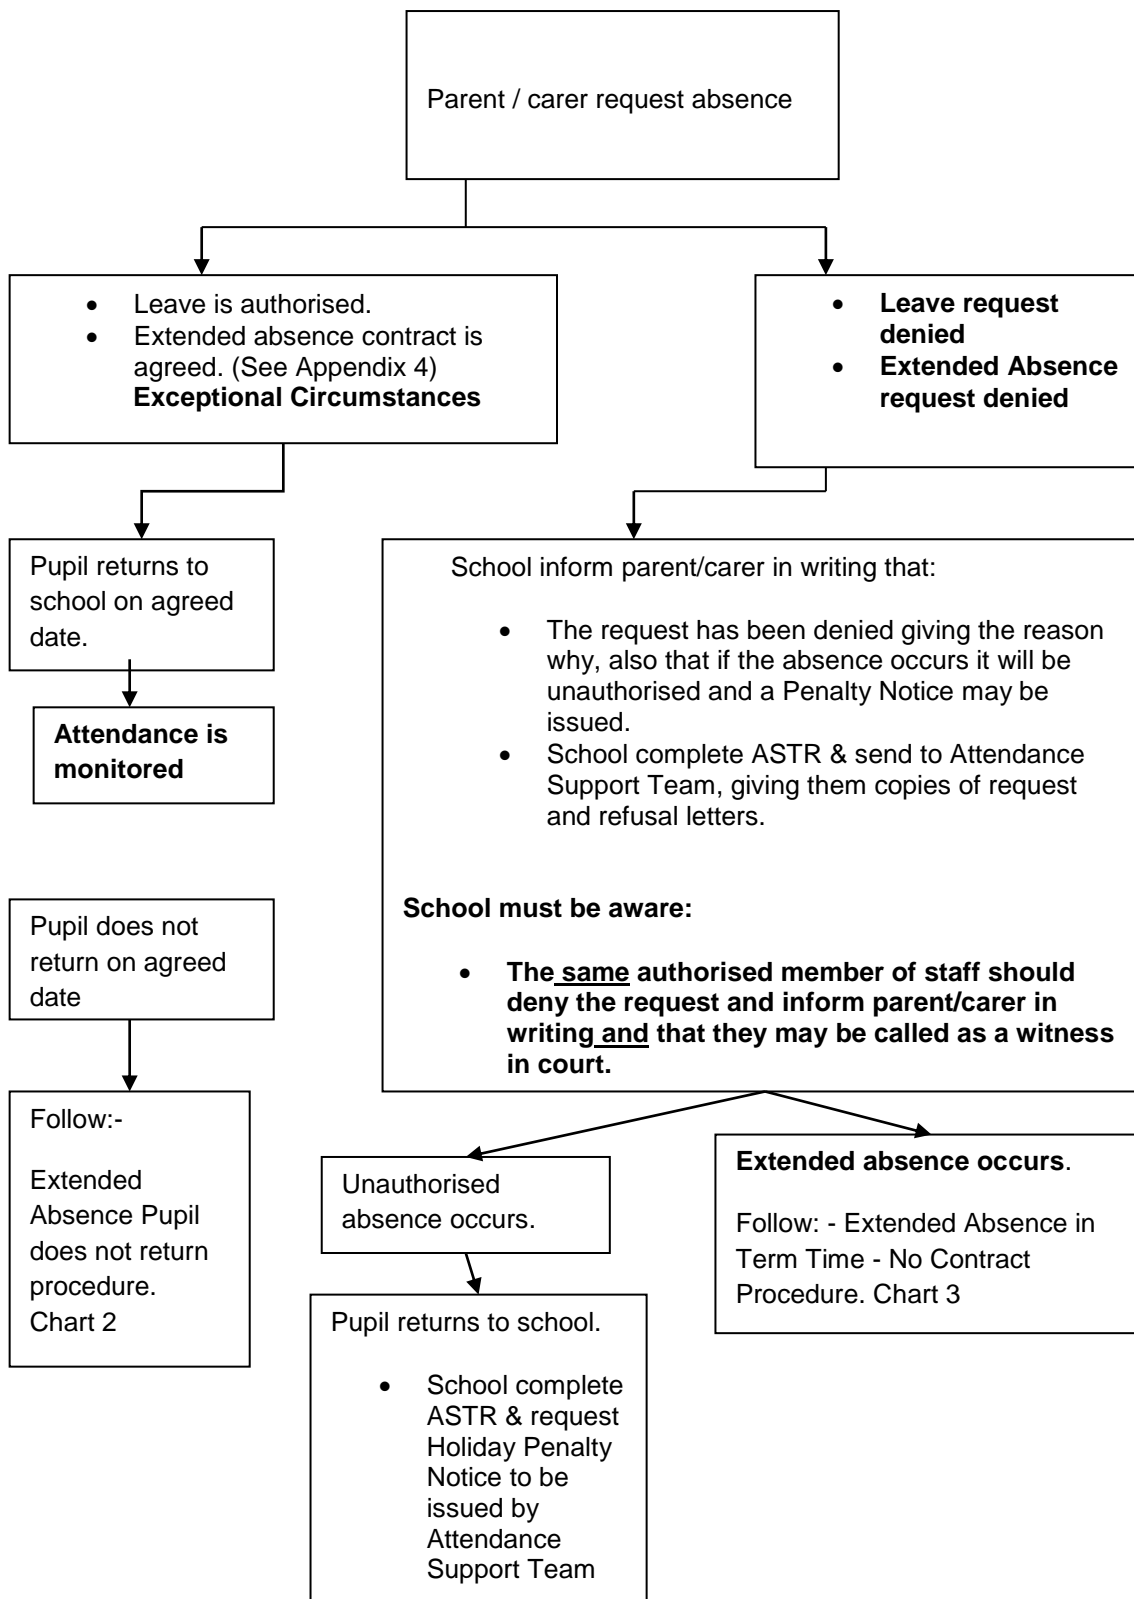 Parent / carer request absence
• Leave is authorised.
• Extended absence contract is
agreed. (See Appendix 4)
Exceptional Circumstances
• Leave request
denied
• Extended Absence
request denied
Pupil returns to
school on agreed
date.
Attendance is
monitored
School inform parent/carer in writing that:
• The request has been denied giving the reason
why, also that if the absence occurs it will be
unauthorised and a Penalty Notice may be
issued.
• School complete ASTR & send to Attendance
Support Team, giving them copies of request
and refusal letters.
School must be aware:
• The same authorised member of staff should
deny the request and inform parent/carer in
writing and that they may be called as a witness
in court.
Pupil does not
return on agreed
date
Follow:-
Extended
Absence Pupil
does not return
procedure.
Chart 2
Unauthorised
absence occurs.
Extended absence occurs.
Follow: - Extended Absence in
Term Time - No Contract
Procedure. Chart 3
Pupil returns to school.
• School complete
ASTR & request
Holiday Penalty
Notice to be
issued by
Attendance
Support Team